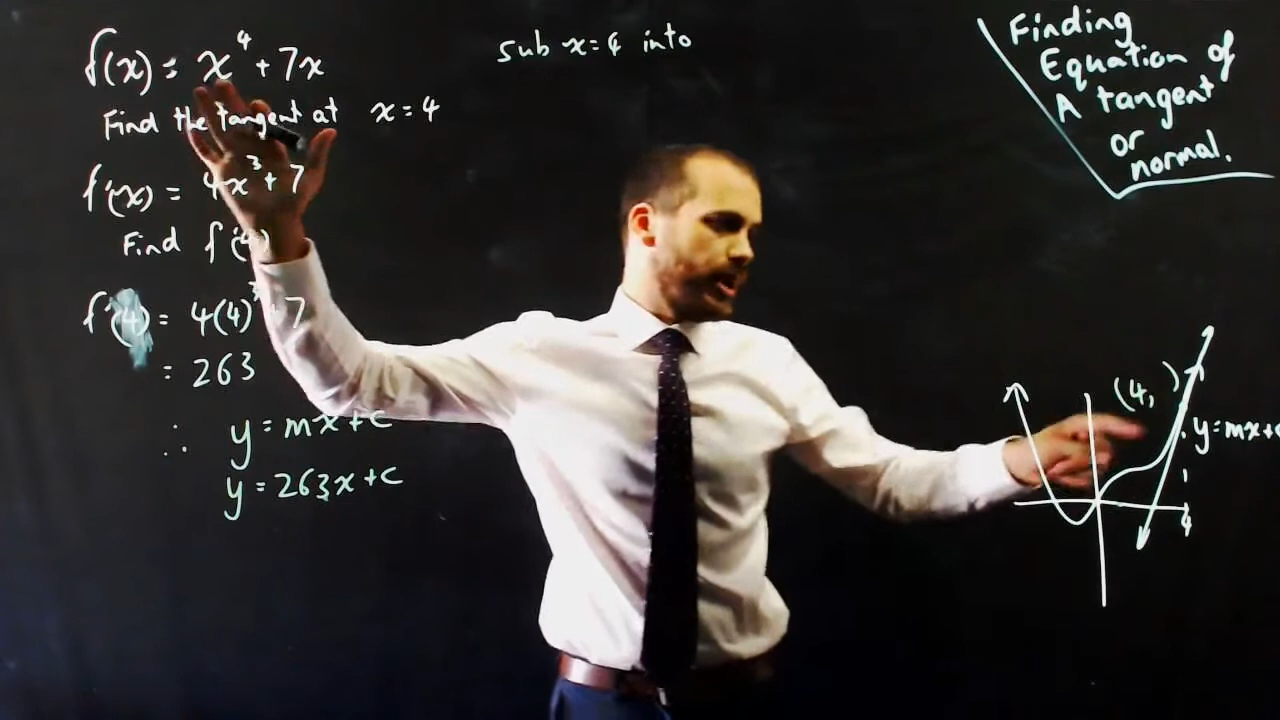 f(x) = x⁴ + 7x
Find the tangent at x = 4
f'(x) = 4x³ + 7
Find f'(4)
f'(4) = 4(4)³ + 7
= 263
∴ y = mx + c
y = 263x + c
sub x = 4 into
Finding
Equation of
A tangent
or
normal.
(4, )
y = mx + c
4